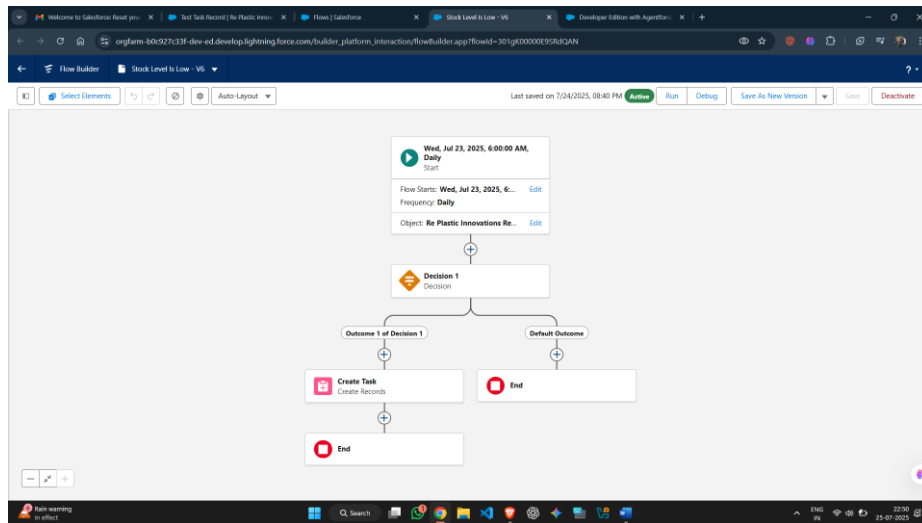 Welcome to Salesforce: Reset you
Test Task Record | Re Plastic Innov
Flows | Salesforce
Stock Level Is Low - V6
Developer Edition with Agentforc
orgfarm-b0c927c33f-dev-ed.develop.lightning.force.com/builder_platform_interaction/flowBuilder.app?flowId=301gK00000E9SRdQAN
Flow Builder
Stock Level Is Low - V6
?
Select Elements
Auto-Layout
Last saved on 7/24/2025, 08:40 PM
Active
Run
Debug
Save As New Version
Save
Deactivate
Wed, Jul 23, 2025, 6:00:00 AM,
Daily
Start
Flow Starts: Wed, Jul 23, 2025, 6:... Edit
Frequency: Daily
Object: Re Plastic Innovations Re... Edit
Decision 1
Decision
Outcome 1 of Decision 1
Default Outcome
Create Task
Create Records
End
End
Rain warning
In effect
Search
ENG
IN
22:50
25-07-2025